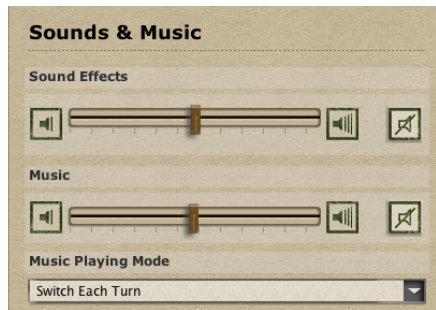 Sounds & Music
Sound Effects
Music
Music Playing Mode
Switch Each Turn